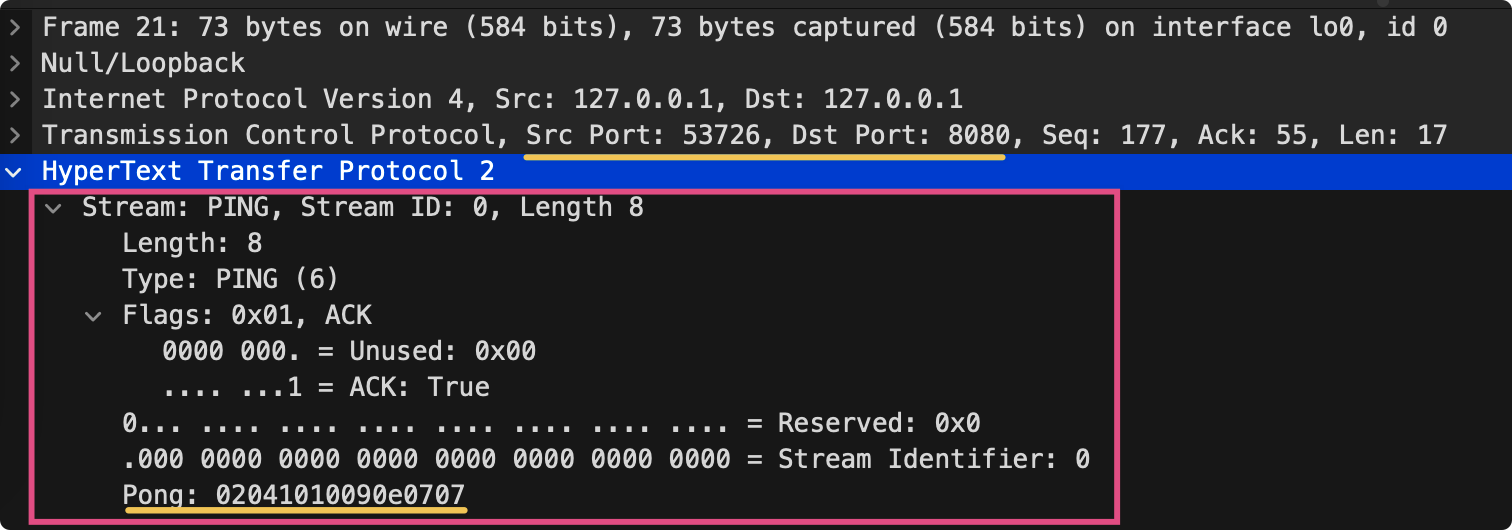 Frame 21: 73 bytes on wire (584 bits), 73 bytes captured (584 bits) on interface lo0, id 0
Null/Loopback
Internet Protocol Version 4, Src: 127.0.0.1, Dst: 127.0.0.1
Transmission Control Protocol, Src Port: 53726, Dst Port: 8080, Seq: 177, Ack: 55, Len: 17
HyperText Transfer Protocol 2
Stream: PING, Stream ID: 0, Length 8
Length: 8
Type: PING (6)
Flags: 0x01, ACK
0000 000. = Unused: 0x00
.... ...1 = ACK: True
0... .... .... .... .... .... .... .... = Reserved: 0x0
.000 0000 0000 0000 0000 0000 0000 0000 = Stream Identifier: 0
Pong: 02041010090e0707